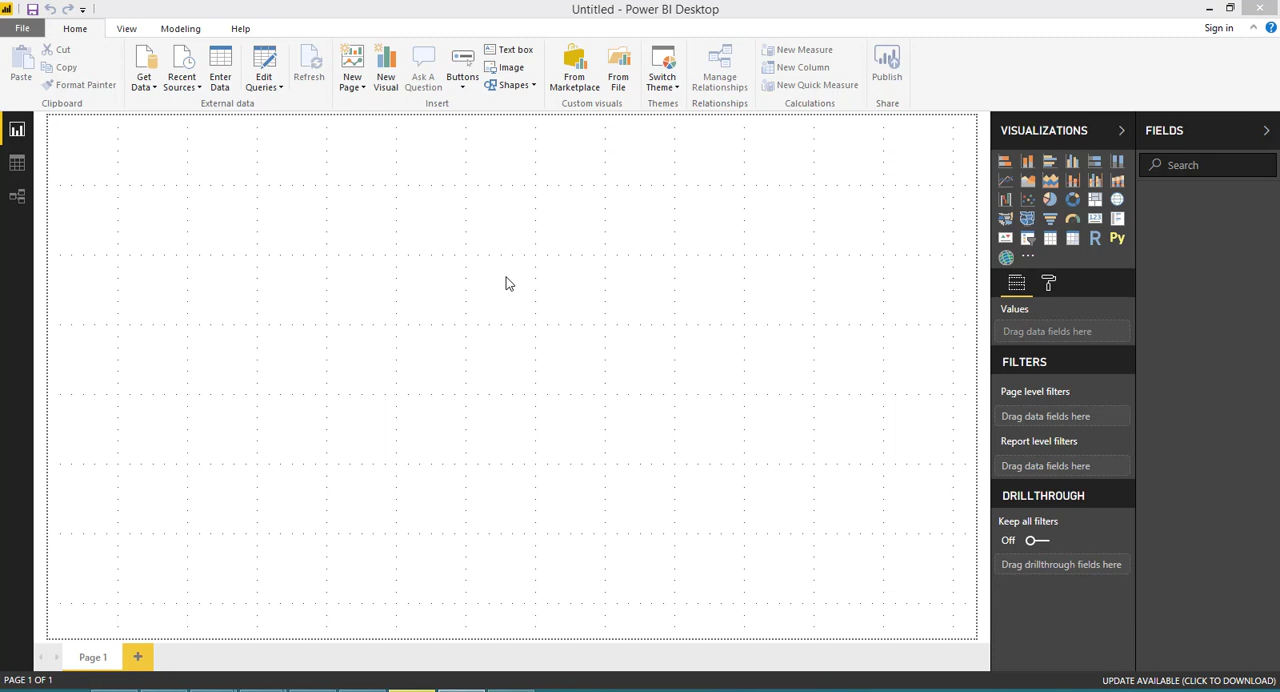 Untitled - Power BI Desktop
File Home View Modeling Help Sign in
Paste
Cut
Copy
Format Painter
Clipboard
Get
Data
Recent
Sources
Enter
Data
Edit
Queries
Refresh
External data
New
Page
New
Visual
Ask A
Question
Buttons
Text box
Image
Shapes
Insert
From
Marketplace
From
File
Custom visuals
Switch
Theme
Themes
Manage
Relationships
Relationships
New Measure
New Column
New Quick Measure
Calculations
Publish
Share
VISUALIZATIONS
R Py
Values
Drag data fields here
FILTERS
Page level filters
Drag data fields here
Report level filters
Drag data fields here
DRILLTHROUGH
Keep all filters
Off
Drag drillthrough fields here
FIELDS
Search
Page 1
PAGE 1 OF 1
UPDATE AVAILABLE (CLICK TO DOWNLOAD)